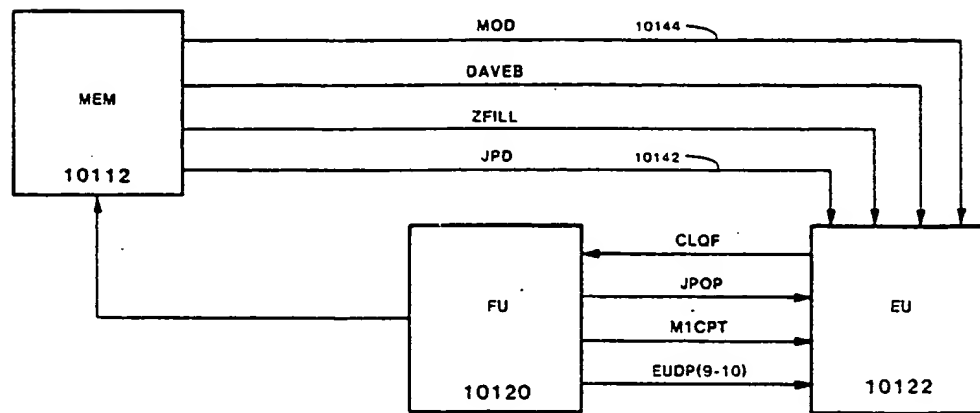 MOD
10144
DAVEB
MEM
ZFILL
JPD
10142
10112
CLQF
JPOP
FU
EU
M1CPT
EUDP(9-10)
10120
10122